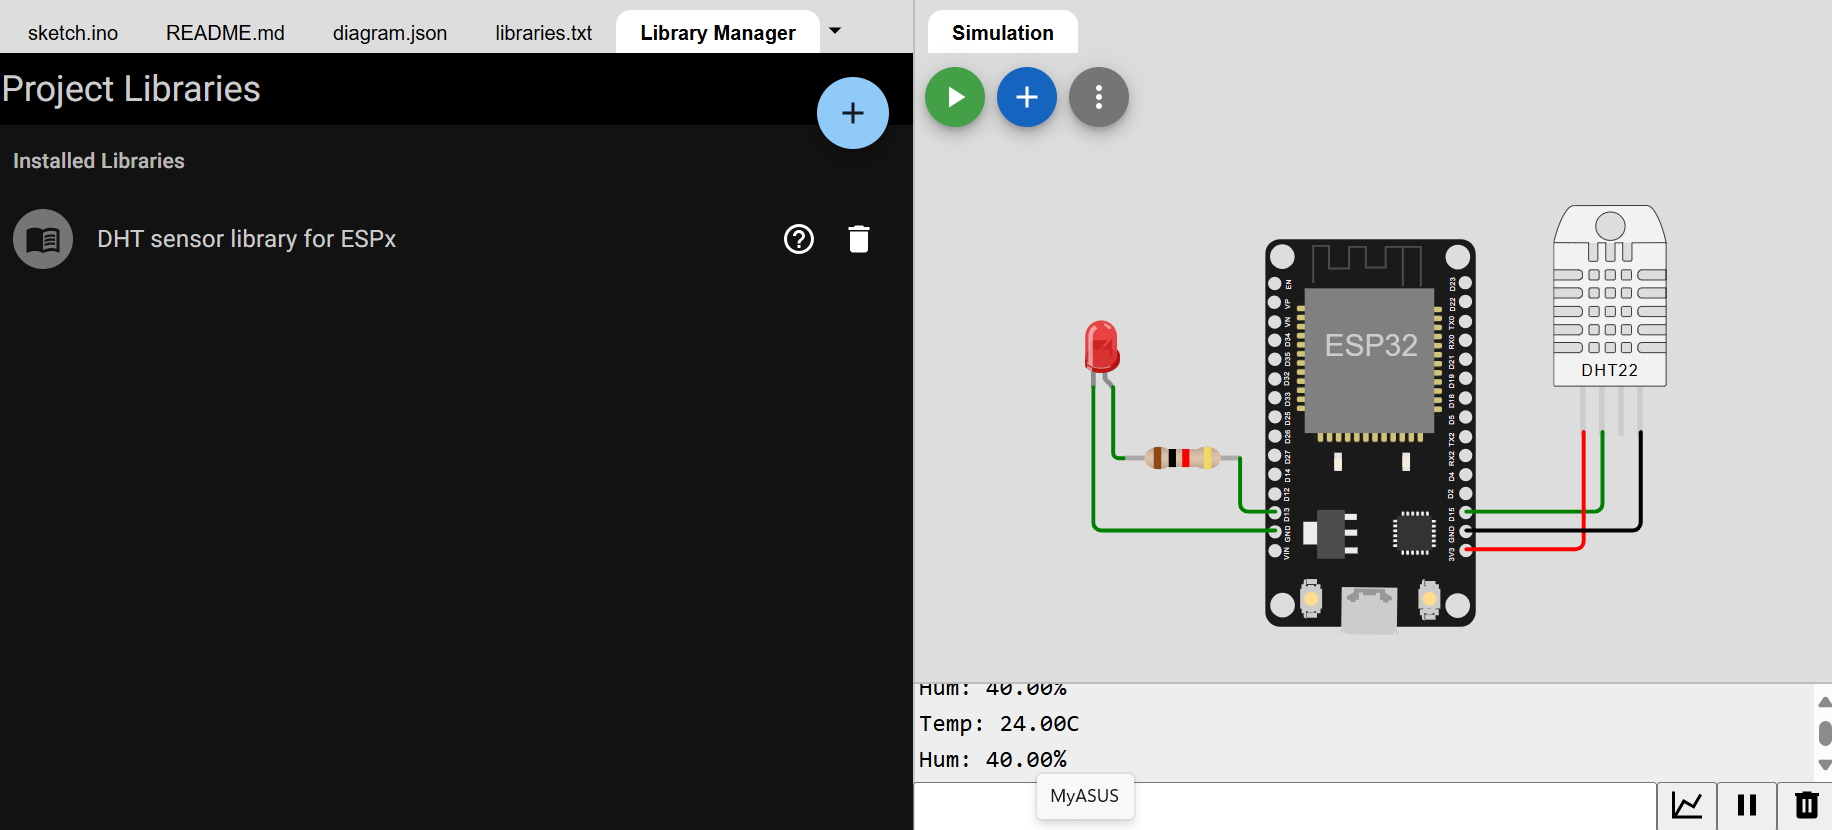 sketch.ino README.md diagram.json libraries.txt Library Manager
Project Libraries
Installed Libraries
DHT sensor library for ESPx
Simulation
ESP32
EN
VP
VN
D34
D35
D32
D33
D25
D26
D27
D14
D12
D13
GND
VIN
D23
D22
TX0
RX0
D21
D19
D18
D5
TX2
RX2
D4
D2
D15
GND
3V3
DHT22
Hum: 40.00%
Temp: 24.00C
Hum: 40.00%
MyASUS